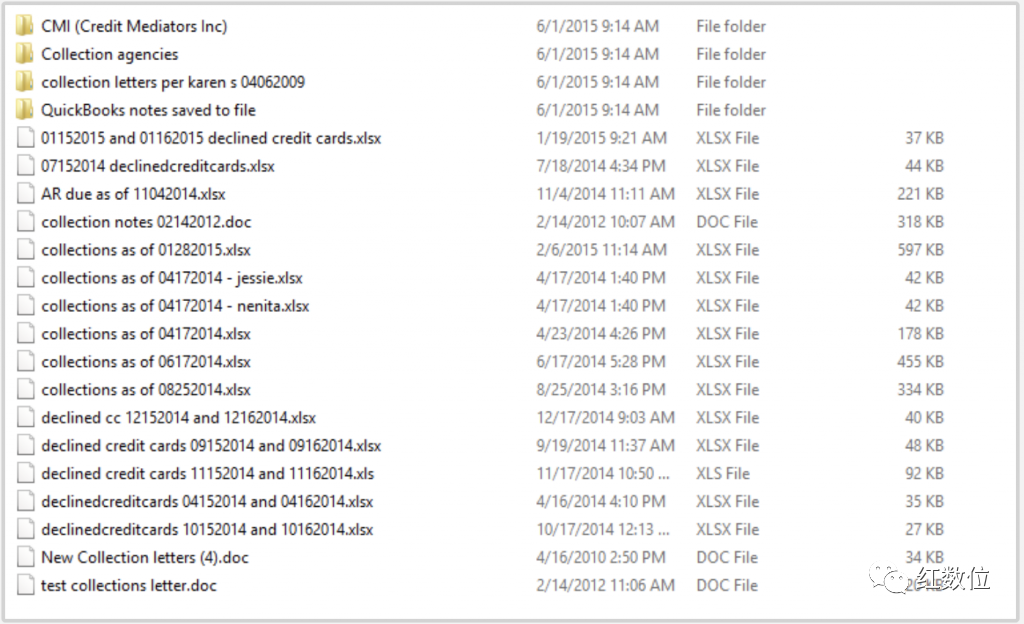 CMI (Credit Mediators Inc) 6/1/2015 9:14 AM File folder
Collection agencies 6/1/2015 9:14 AM File folder
collection letters per karen s 04062009 6/1/2015 9:14 AM File folder
QuickBooks notes saved to file 6/1/2015 9:14 AM File folder
01152015 and 01162015 declined credit cards.xlsx 1/19/2015 9:21 AM XLSX File 37 KB
07152014 declinedcreditcards.xlsx 7/18/2014 4:34 PM XLSX File 44 KB
AR due as of 11042014.xlsx 11/4/2014 11:11 AM XLSX File 221 KB
collection notes 02142012.doc 2/14/2012 10:07 AM DOC File 318 KB
collections as of 01282015.xlsx 2/6/2015 11:14 AM XLSX File 597 KB
collections as of 04172014 - jessie.xlsx 4/17/2014 1:40 PM XLSX File 42 KB
collections as of 04172014 - nenita.xlsx 4/17/2014 1:40 PM XLSX File 42 KB
collections as of 04172014.xlsx 4/23/2014 4:26 PM XLSX File 178 KB
collections as of 06172014.xlsx 6/17/2014 5:28 PM XLSX File 455 KB
collections as of 08252014.xlsx 8/25/2014 3:16 PM XLSX File 334 KB
declined cc 12152014 and 12162014.xlsx 12/17/2014 9:03 AM XLSX File 40 KB
declined credit cards 09152014 and 09162014.xlsx 9/19/2014 11:37 AM XLSX File 48 KB
declined credit cards 11152014 and 11162014.xls 11/17/2014 10:50 ... XLS File 92 KB
declinedcreditcards 04152014 and 04162014.xlsx 4/16/2014 4:10 PM XLSX File 35 KB
declinedcreditcards 10152014 and 10162014.xlsx 10/17/2014 12:13 ... XLSX File 27 KB
New Collection letters (4).doc 4/16/2010 2:50 PM DOC File 34 KB
test collections letter.doc 2/14/2012 11:06 AM DOC File
红数位